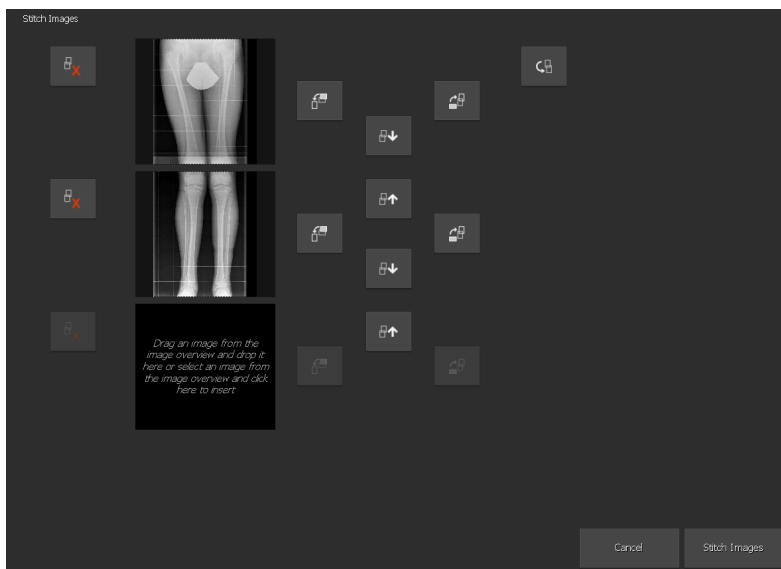 Stitch Images
Drag an image from the
image overview and drop it
here or select an image from
the image overview and click
here to insert
Cancel
Stitch Images